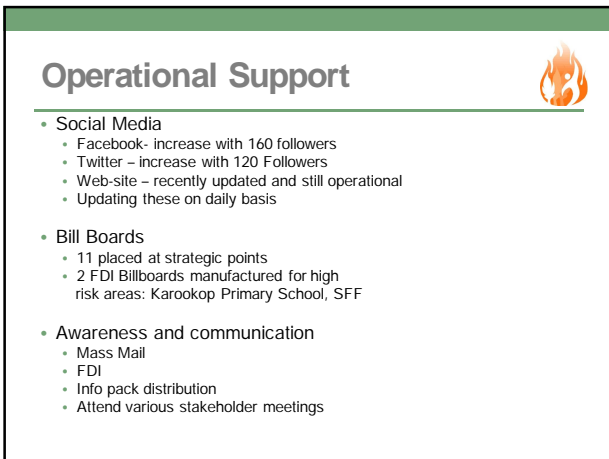 Operational Support
• Social Media
• Facebook- increase with 160 followers
• Twitter – increase with 120 Followers
• Web-site – recently updated and still operational
• Updating these on daily basis
• Bill Boards
• 11 placed at strategic points
• 2 FDI Billboards manufactured for high
risk areas: Karookop Primary School, SFF
• Awareness and communication
• Mass Mail
• FDI
• Info pack distribution
• Attend various stakeholder meetings